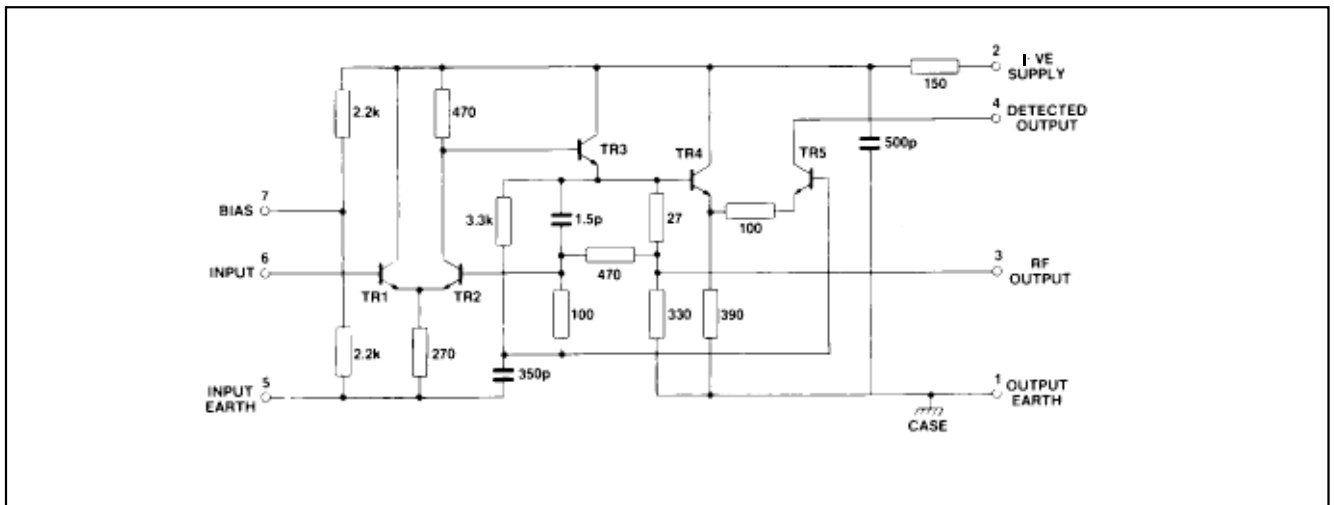 2
I- VE
SUPPLY
150
4
DETECTED
OUTPUT
2.2k
470
500p
TR3
TR4
TR5
7
BIAS
3.3k
1.5p
27
100
6
INPUT
470
3
RF
OUTPUT
TR1
TR2
100
330
390
2.2k
270
350p
5
INPUT
EARTH
1
OUTPUT
EARTH
CASE